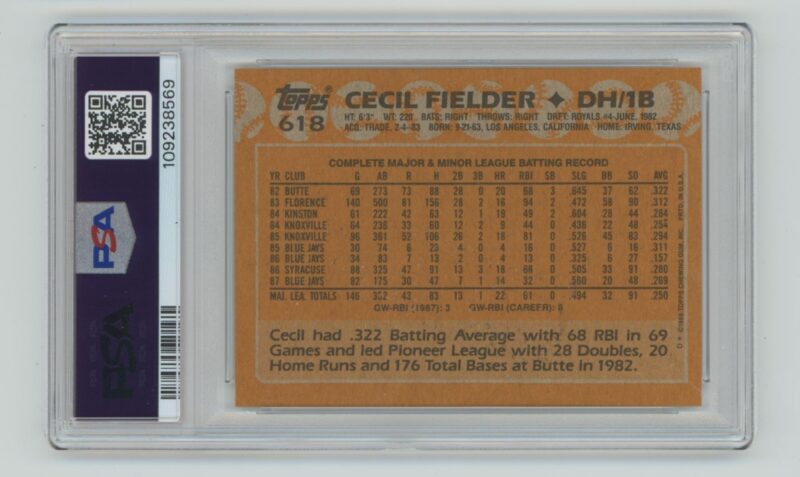 PSA
PSA
109238569
Topps® CECIL FIELDER ✦ DH/1B
618 HT: 6'3" WT: 220 BATS: RIGHT THROWS: RIGHT DRFT: ROYALS #4-JUNE, 1982
ACQ: TRADE, 2-4-83 BORN: 9-21-63, LOS ANGELES, CALIFORNIA HOME: IRVING, TEXAS
COMPLETE MAJOR & MINOR LEAGUE BATTING RECORD
YR CLUB G AB R H 2B 3B HR RBI SB SLG BB SO AVG
82 BUTTE 69 273 73 88 28 0 20 68 3 .645 37 62 .322
83 FLORENCE 140 500 81 156 28 2 16 94 2 .472 58 90 .312
84 KINSTON 61 222 42 63 12 1 19 49 2 .604 28 44 .284
84 KNOXVILLE 64 236 33 60 12 2 9 44 0 .436 22 48 .254
85 KNOXVILLE 96 361 52 106 26 2 18 81 0 .526 45 83 .294
85 BLUE JAYS 30 74 6 23 4 0 4 16 0 .527 6 16 .311
86 BLUE JAYS 34 83 7 13 2 0 4 13 0 .325 6 27 .157
86 SYRACUSE 88 325 47 91 13 3 18 68 0 .505 33 91 .280
87 BLUE JAYS 82 175 30 47 7 1 14 32 0 .560 20 48 .269
MAJ. LEA. TOTALS 146 332 43 83 13 1 22 61 0 .494 32 91 .250
GW-RBI (1987): 3 GW-RBI (CAREER): 8
Cecil had .322 Batting Average with 68 RBI in 69
Games and led Pioneer League with 28 Doubles, 20
Home Runs and 176 Total Bases at Butte in 1982.
D* ©1988 TOPPS CHEWING GUM, INC. PRTD. IN U.S.A.